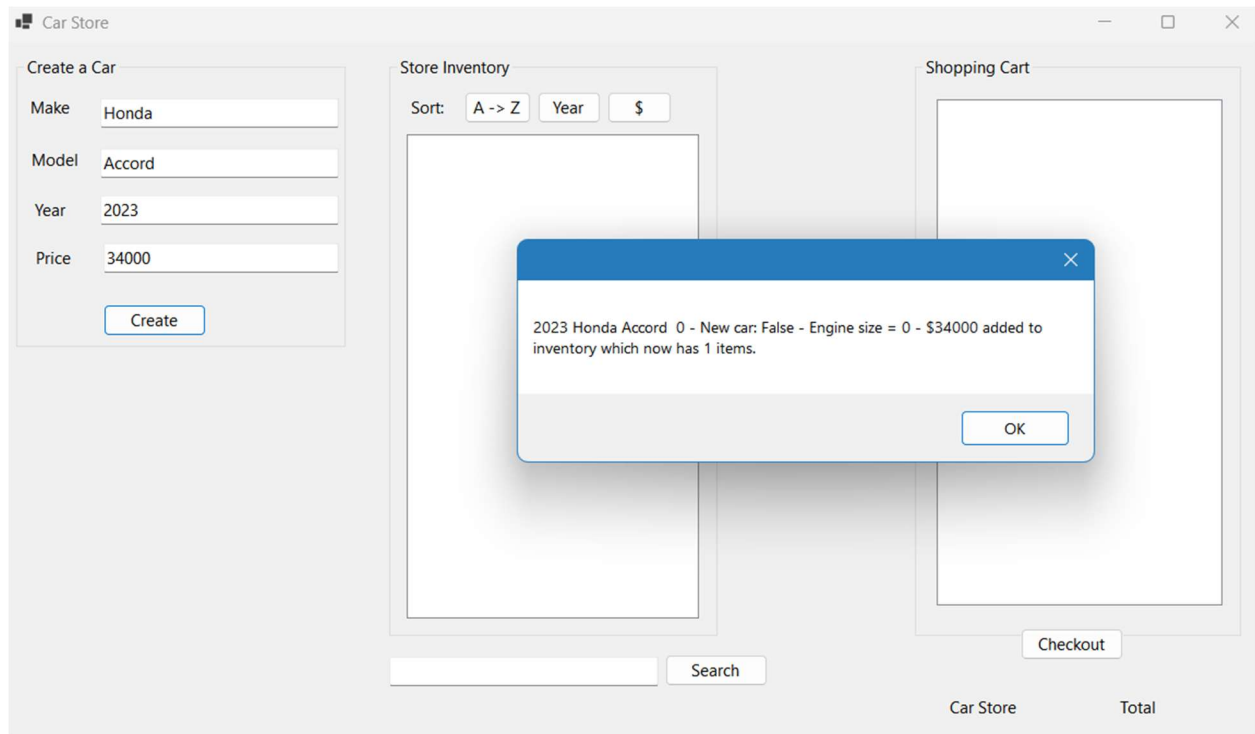 Car Store
Create a Car
Make
Honda
Model
Accord
Year
2023
Price
34000
Create
Store Inventory
Sort:
A -> Z
Year
$
2023 Honda Accord  0 - New car: False - Engine size = 0 - $34000 added to
inventory which now has 1 items.
OK
Search
Shopping Cart
Checkout
Car Store
Total